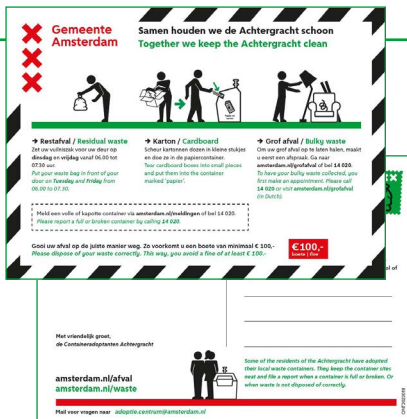 Gemeente
Amsterdam
Samen houden we de Achtergracht schoon
Together we keep the Achtergracht clean
→ Restafval / Residual waste
Zet uw vuilniszak voor uw deur op
dinsdag en vrijdag vanaf 06.00 tot
07.30 uur.
Put your waste bag in front of your
door on Tuesday and Friday from
06.00 to 07.30.
→ Karton / Cardboard
Scheur kartonnen dozen in kleine stukjes
en doe ze in de papiercontainer.
Tear cardboard boxes into small pieces
and put them into the container
marked 'papier'.
→ Grof afval / Bulky waste
Om uw grof afval op te laten halen, maakt
u eerst een afspraak. Ga naar
amsterdam.nl/grofafval of bel 14 020.
To have your bulky waste collected, you
first make an appointment. Please call
14 020 or visit amsterdam.nl/grofafval
(in Dutch).
Meld een volle of kapotte container via amsterdam.nl/meldingen of bel 14 020.
Please report a full or broken container by calling 14 020.
Gooi uw afval op de juiste manier weg. Zo voorkomt u een boete van minimaal € 100,-
Please dispose of your waste correctly. This way, you avoid a fine of at least € 100.-
€100,-
boete | fine
of
Met vriendelijk groet,
de Containeradoptanten Achtergracht
amsterdam.nl/afval
amsterdam.nl/waste
Some of the residents of the Achtergracht have adopted
their local waste containers. They keep the container sites
neat and file a report when a container is full or broken. Or
when waste is not disposed of correctly.
Mail voor vragen naar adoptie.centrum@amsterdam.nl